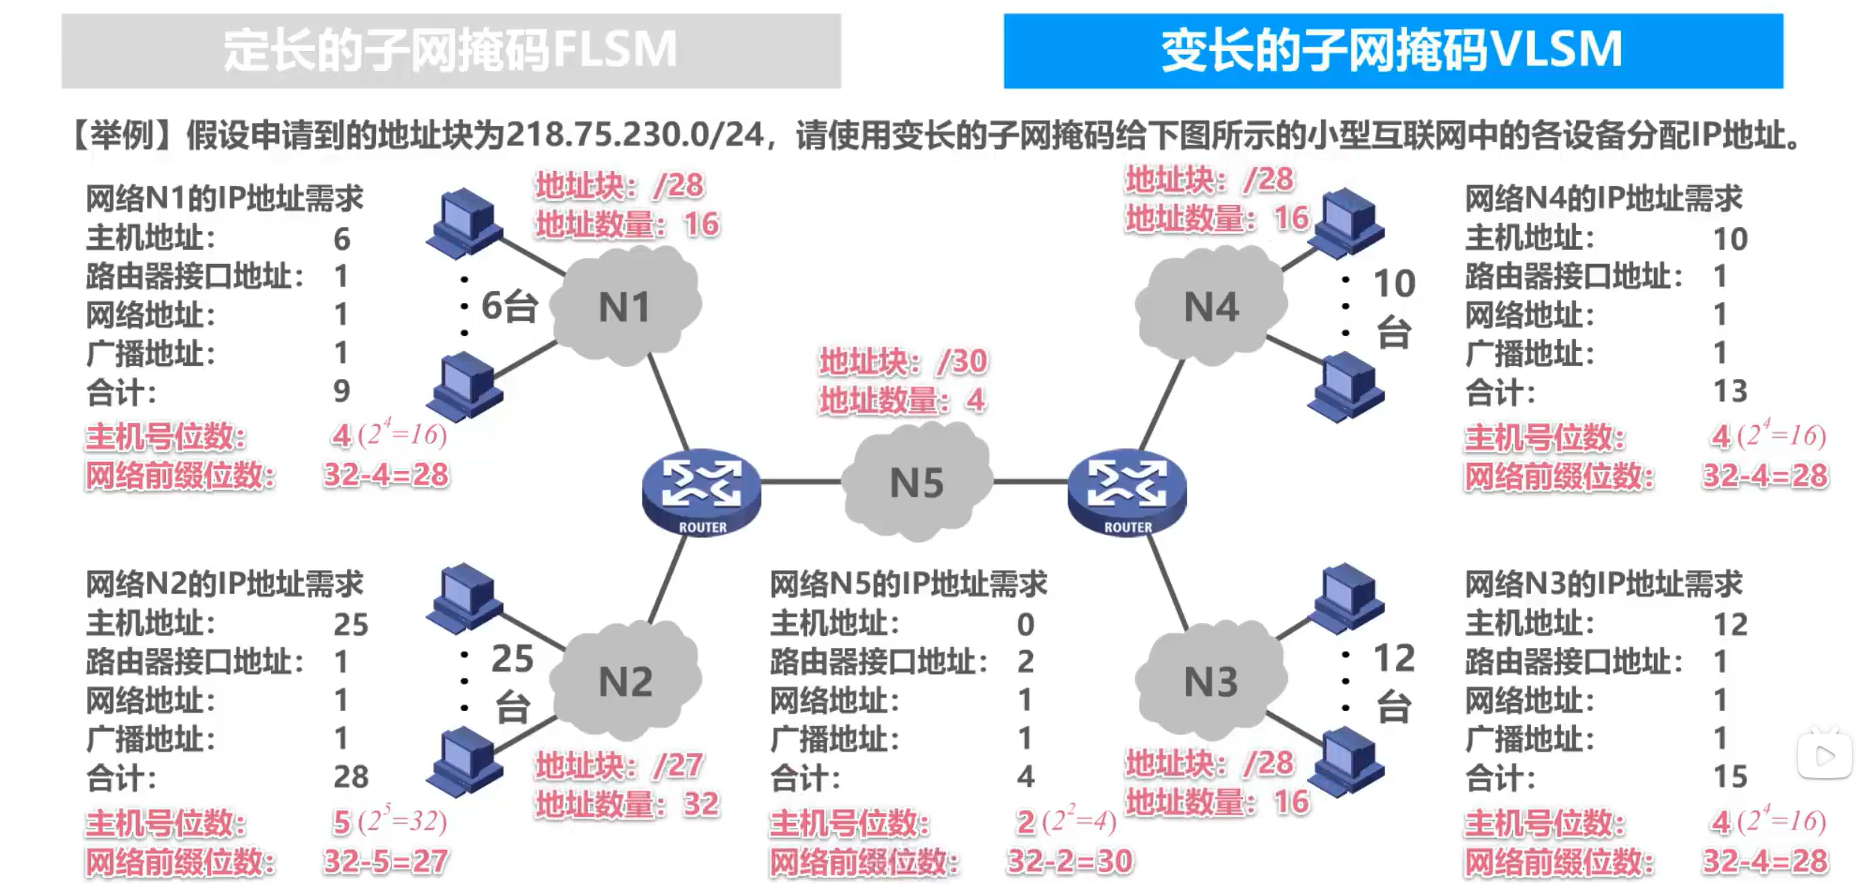 定长的子网掩码FLSM
变长的子网掩码VLSM
【举例】假设申请到的地址块为218.75.230.0/24，请使用变长的子网掩码给下图所示的小型互联网中的各设备分配IP地址。
网络N1的IP地址需求
主机地址： 6
路由器接口地址： 1
网络地址： 1
广播地址： 1
合计： 9
主机号位数： 4 (2^4=16)
网络前缀位数： 32-4=28
地址块：/28
地址数量：16
6台
N1
地址块：/28
地址数量：16
N4
10
台
网络N4的IP地址需求
主机地址： 10
路由器接口地址： 1
网络地址： 1
广播地址： 1
合计： 13
主机号位数： 4 (2^4=16)
网络前缀位数： 32-4=28
地址块：/30
地址数量：4
ROUTER
N5
ROUTER
网络N2的IP地址需求
主机地址： 25
路由器接口地址： 1
网络地址： 1
广播地址： 1
合计： 28
主机号位数： 5 (2^5=32)
网络前缀位数： 32-5=27
25
台
N2
地址块：/27
地址数量：32
网络N5的IP地址需求
主机地址： 0
路由器接口地址： 2
网络地址： 1
广播地址： 1
合计： 4
主机号位数： 2 (2^2=4)
网络前缀位数： 32-2=30
N3
12
台
地址块：/28
地址数量：16
网络N3的IP地址需求
主机地址： 12
路由器接口地址： 1
网络地址： 1
广播地址： 1
合计： 15
主机号位数： 4 (2^4=16)
网络前缀位数： 32-4=28